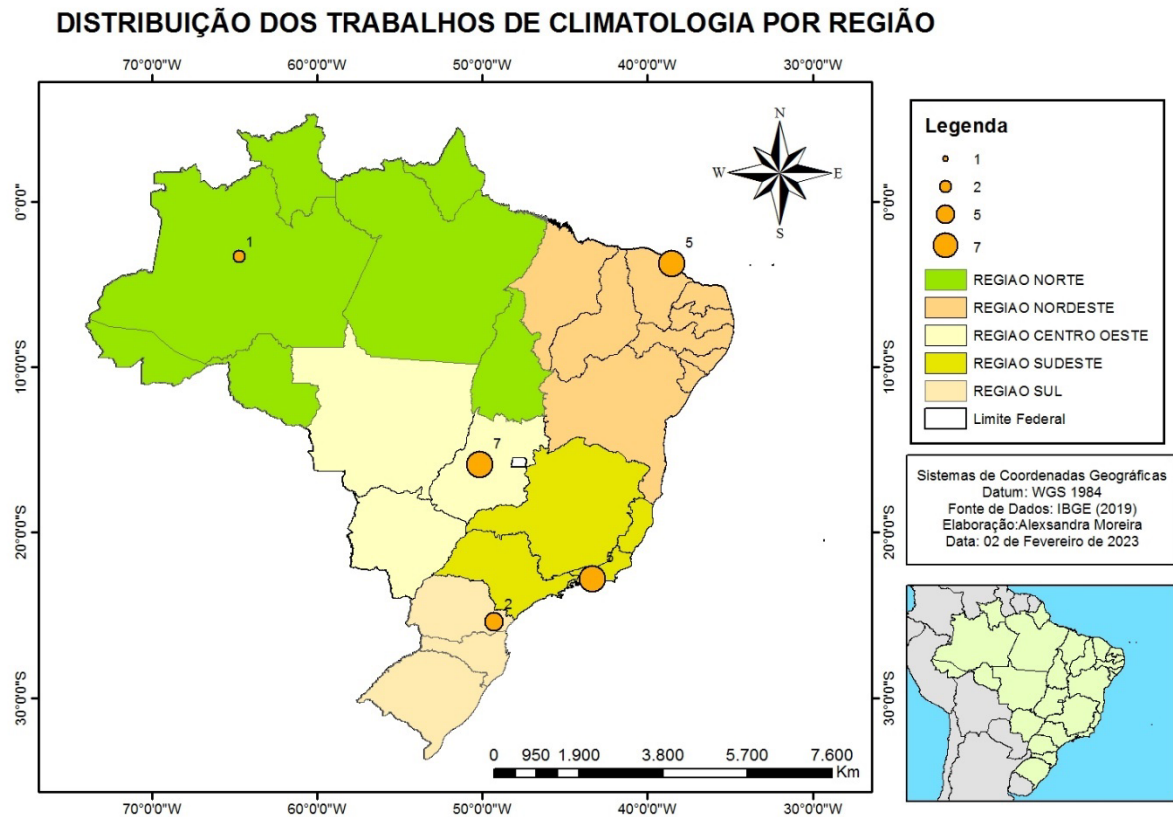 DISTRIBUIÇÃO DOS TRABALHOS DE CLIMATOLOGIA POR REGIÃO
70°0'0"W 60°0'0"W 50°0'0"W 40°0'0"W 30°0'0"W
0°0'0"
10°0'0"S
20°0'0"S
30°0'0"S
N
W E
S
1
5
7
5
2
0 950 1.900 3.800 5.700 7.600
Km
70°0'0"W 60°0'0"W 50°0'0"W 40°0'0"W 30°0'0"W
0°0'0"
10°0'0"S
20°0'0"S
30°0'0"S
Legenda
1
2
5
7
REGIAO NORTE
REGIAO NORDESTE
REGIAO CENTRO OESTE
REGIAO SUDESTE
REGIAO SUL
Limite Federal
Sistemas de Coordenadas Geográficas
Datum: WGS 1984
Fonte de Dados: IBGE (2019)
Elaboração:Alexsandra Moreira
Data: 02 de Fevereiro de 2023